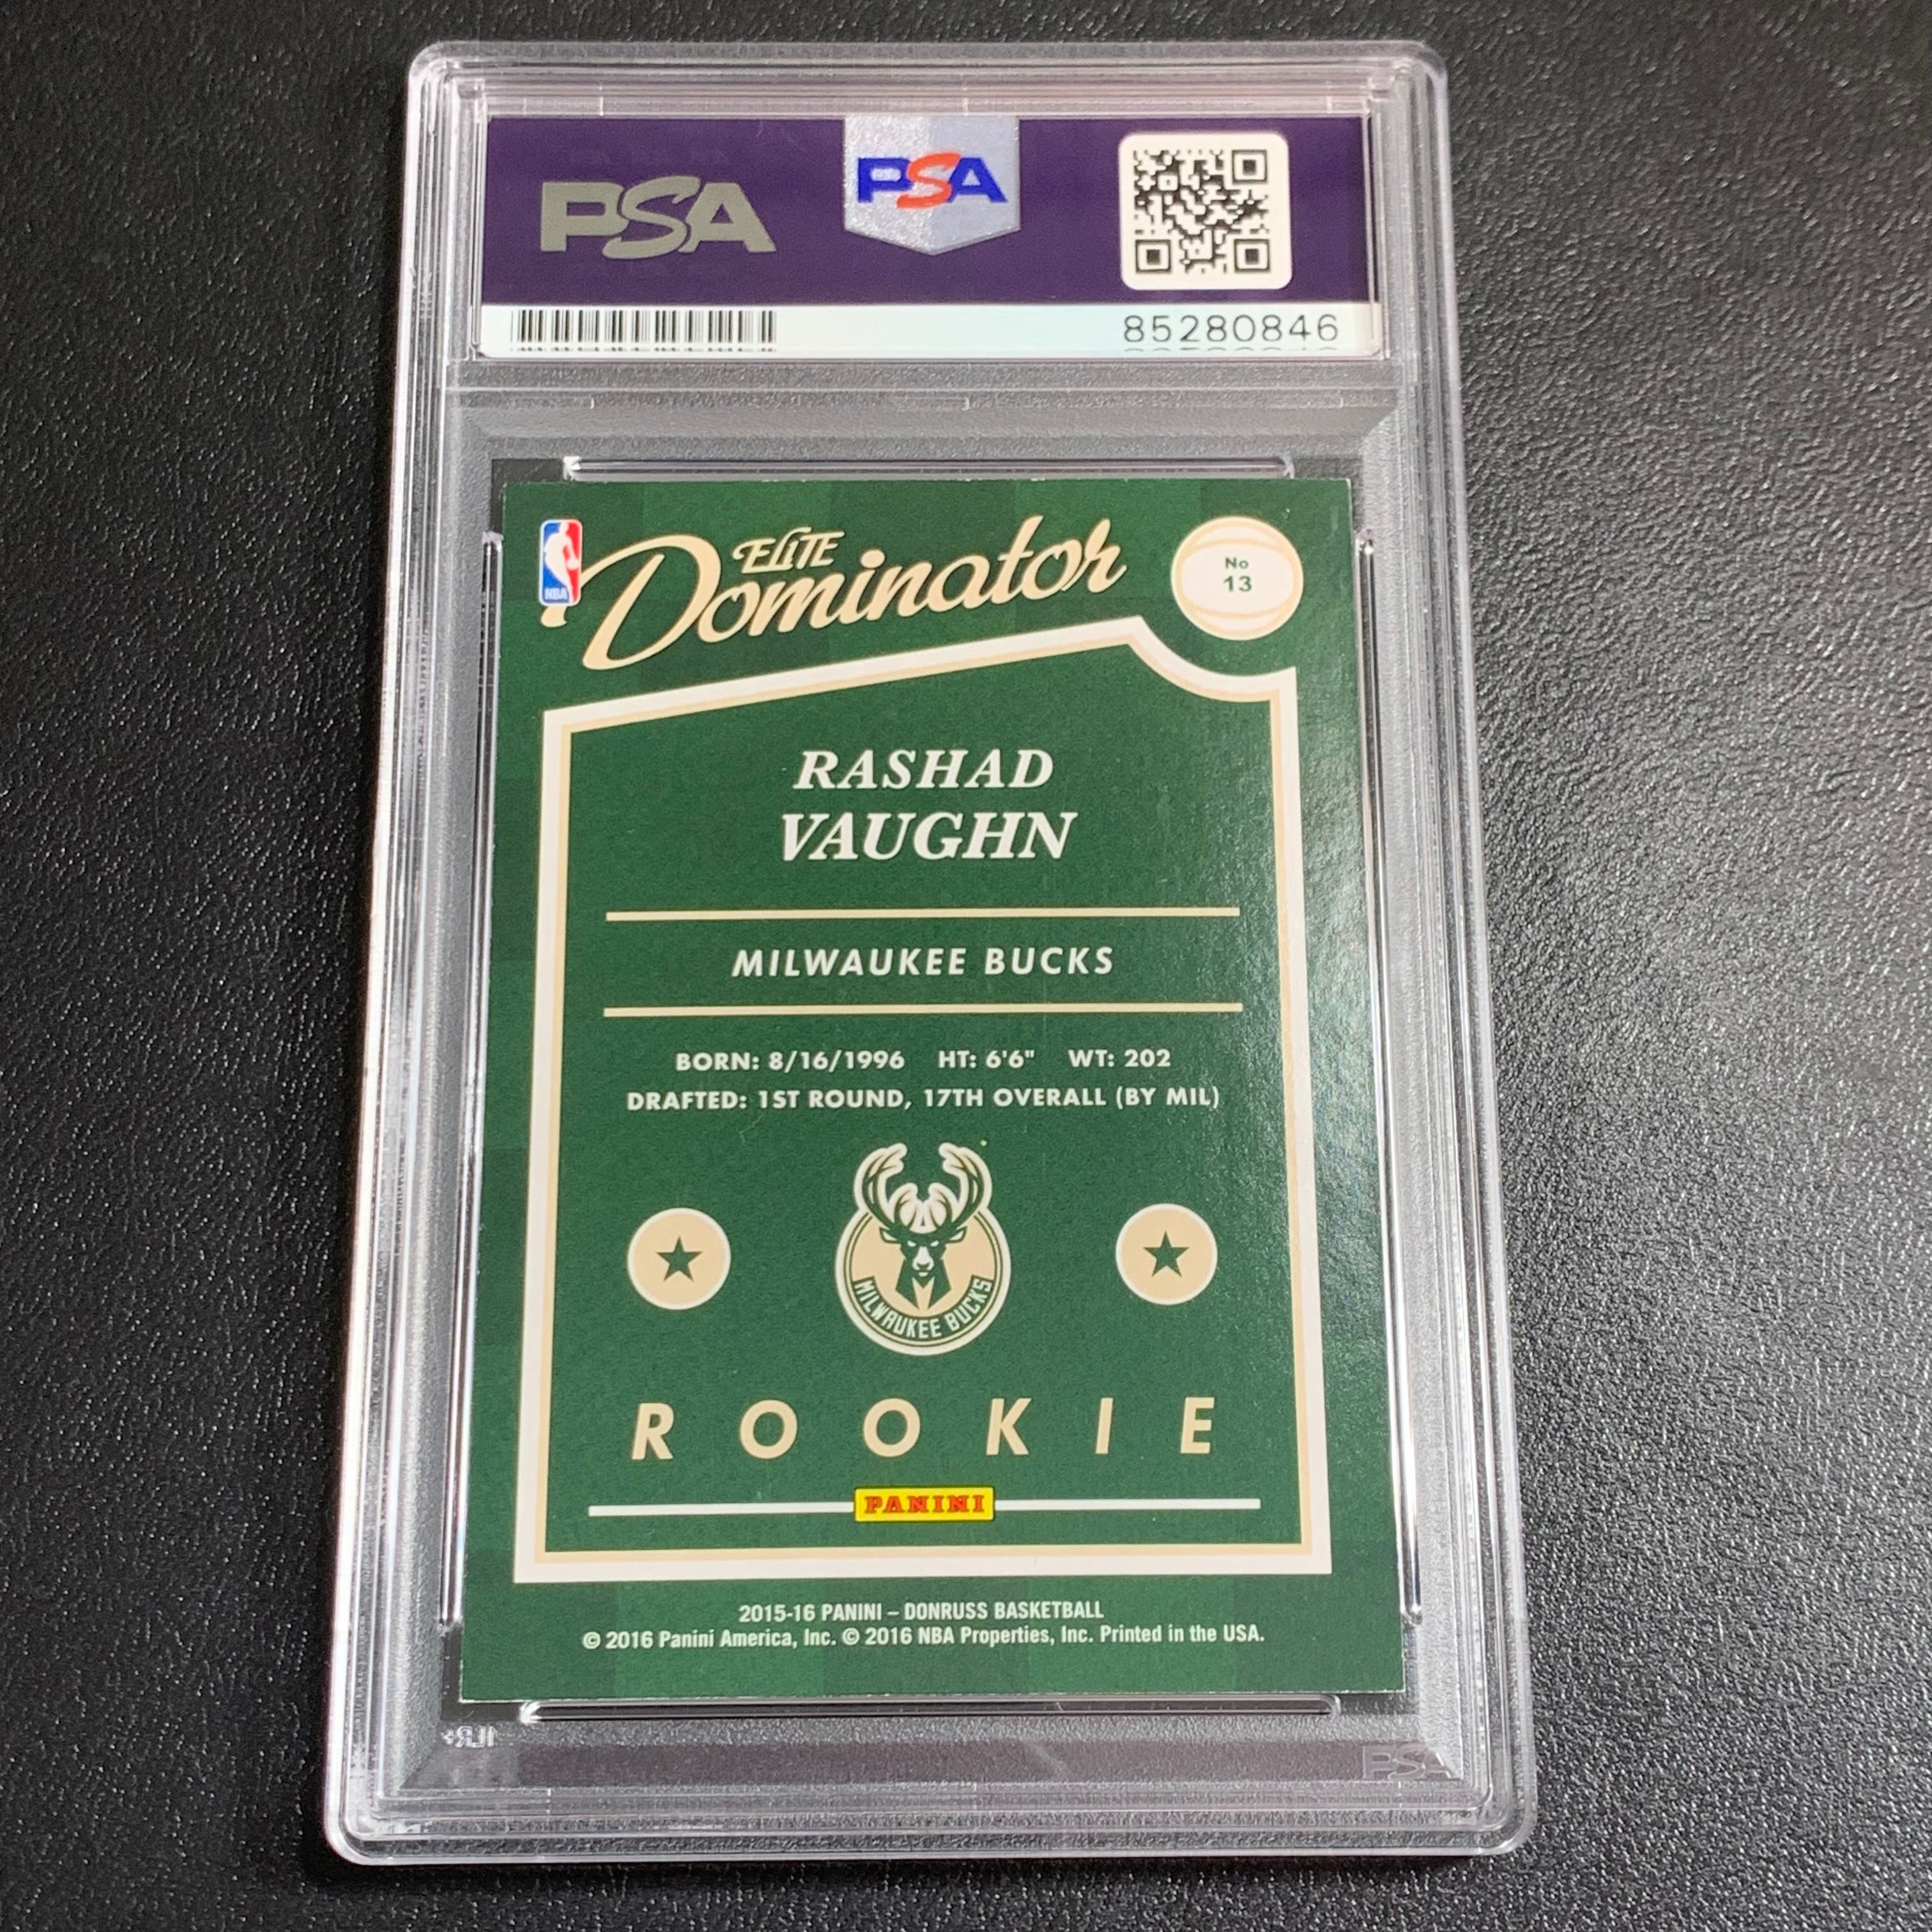 PSA
PSA
85280846
NBA
ELITE
Dominator
No
13
RASHAD
VAUGHN
MILWAUKEE BUCKS
BORN: 8/16/1996 HT: 6'6" WT: 202
DRAFTED: 1ST ROUND, 17TH OVERALL (BY MIL)
MILWAUKEE BUCKS
ROOKIE
PANINI
2015-16 PANINI – DONRUSS BASKETBALL
© 2016 Panini America, Inc. © 2016 NBA Properties, Inc. Printed in the USA.
PSA